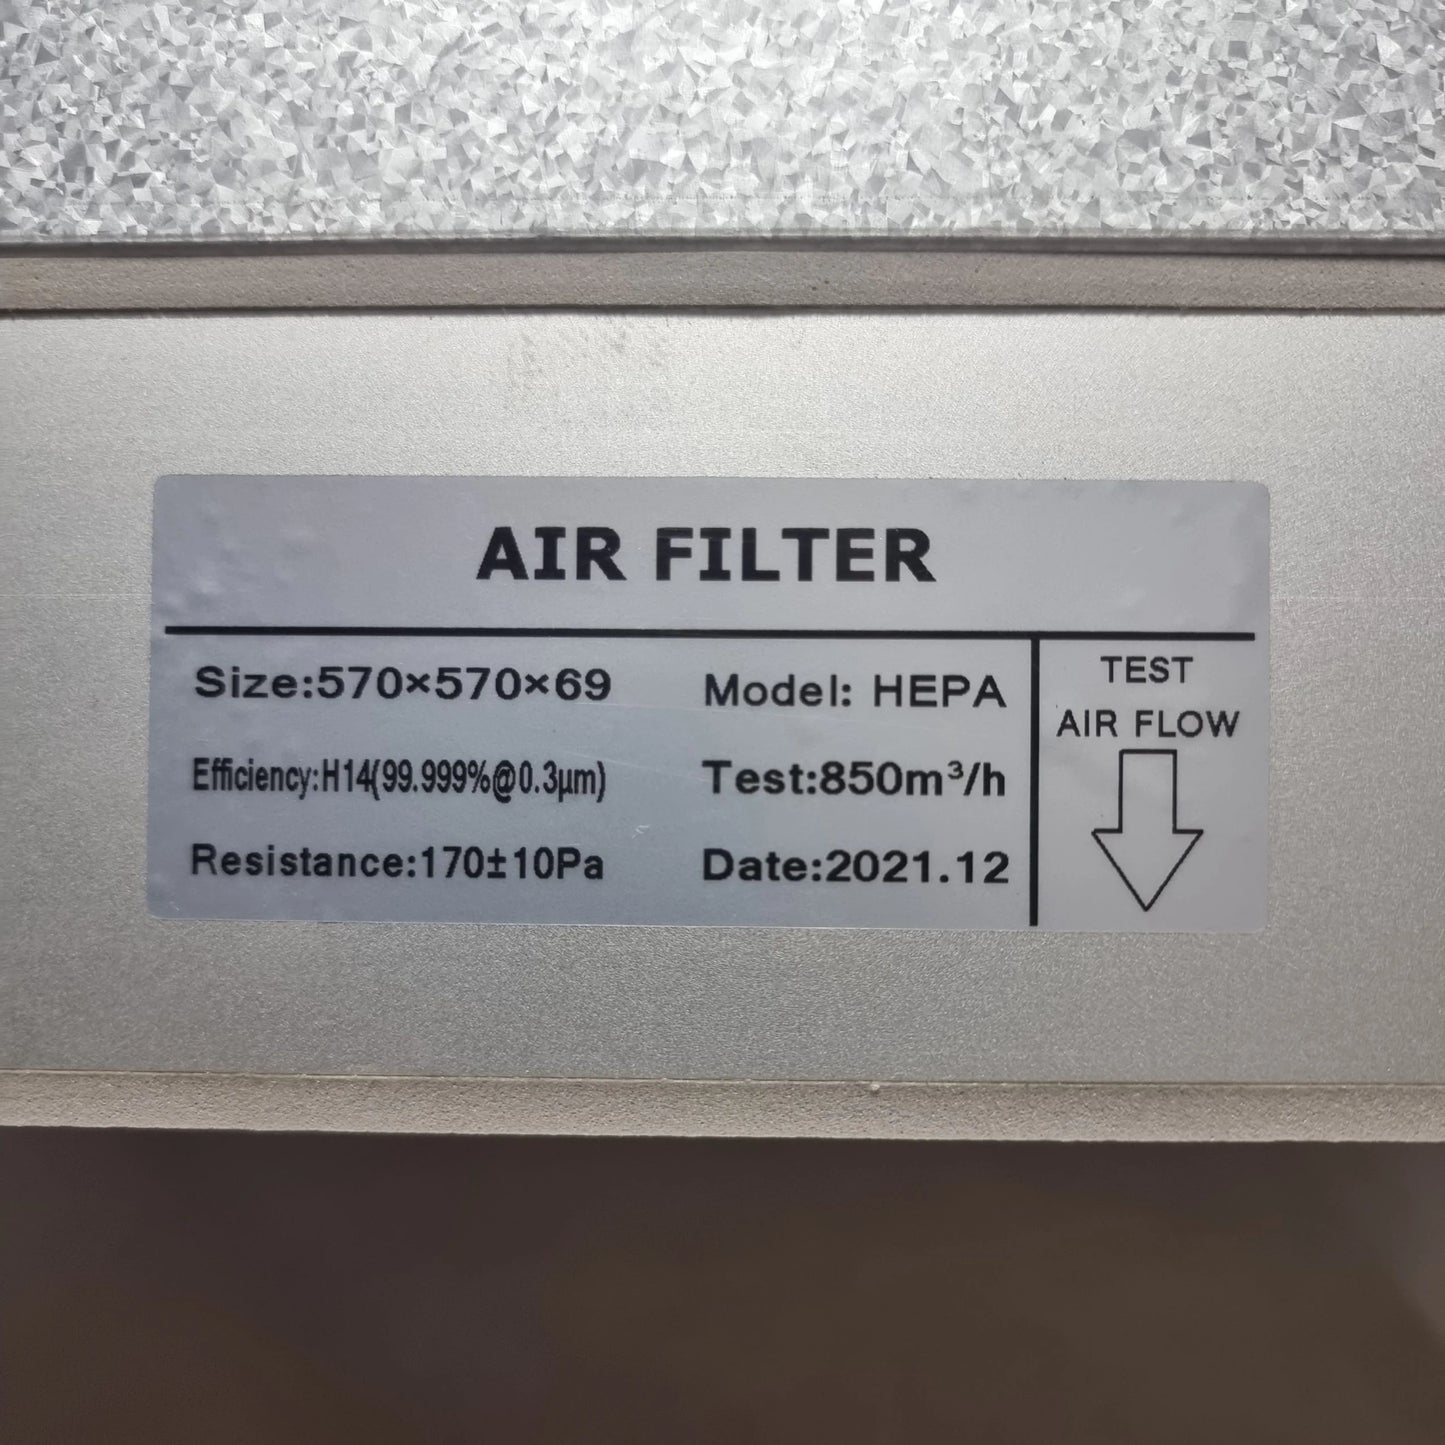 AIR FILTER
Size:570×570×69
Model: HEPA
Efficiency:H14(99.999%@0.3μm)
Test:850m³/h
Resistance:170±10Pa
Date:2021.12
TEST
AIR FLOW